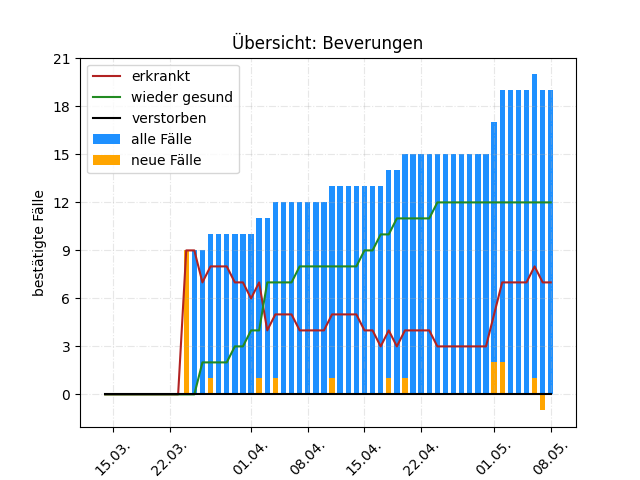 Übersicht: Beverungen
21
18
15
12
9
6
3
0
bestätigte Fälle
erkrankt
wieder gesund
verstorben
alle Fälle
neue Fälle
15.03.
22.03.
01.04.
08.04.
15.04.
22.04.
01.05.
08.05.